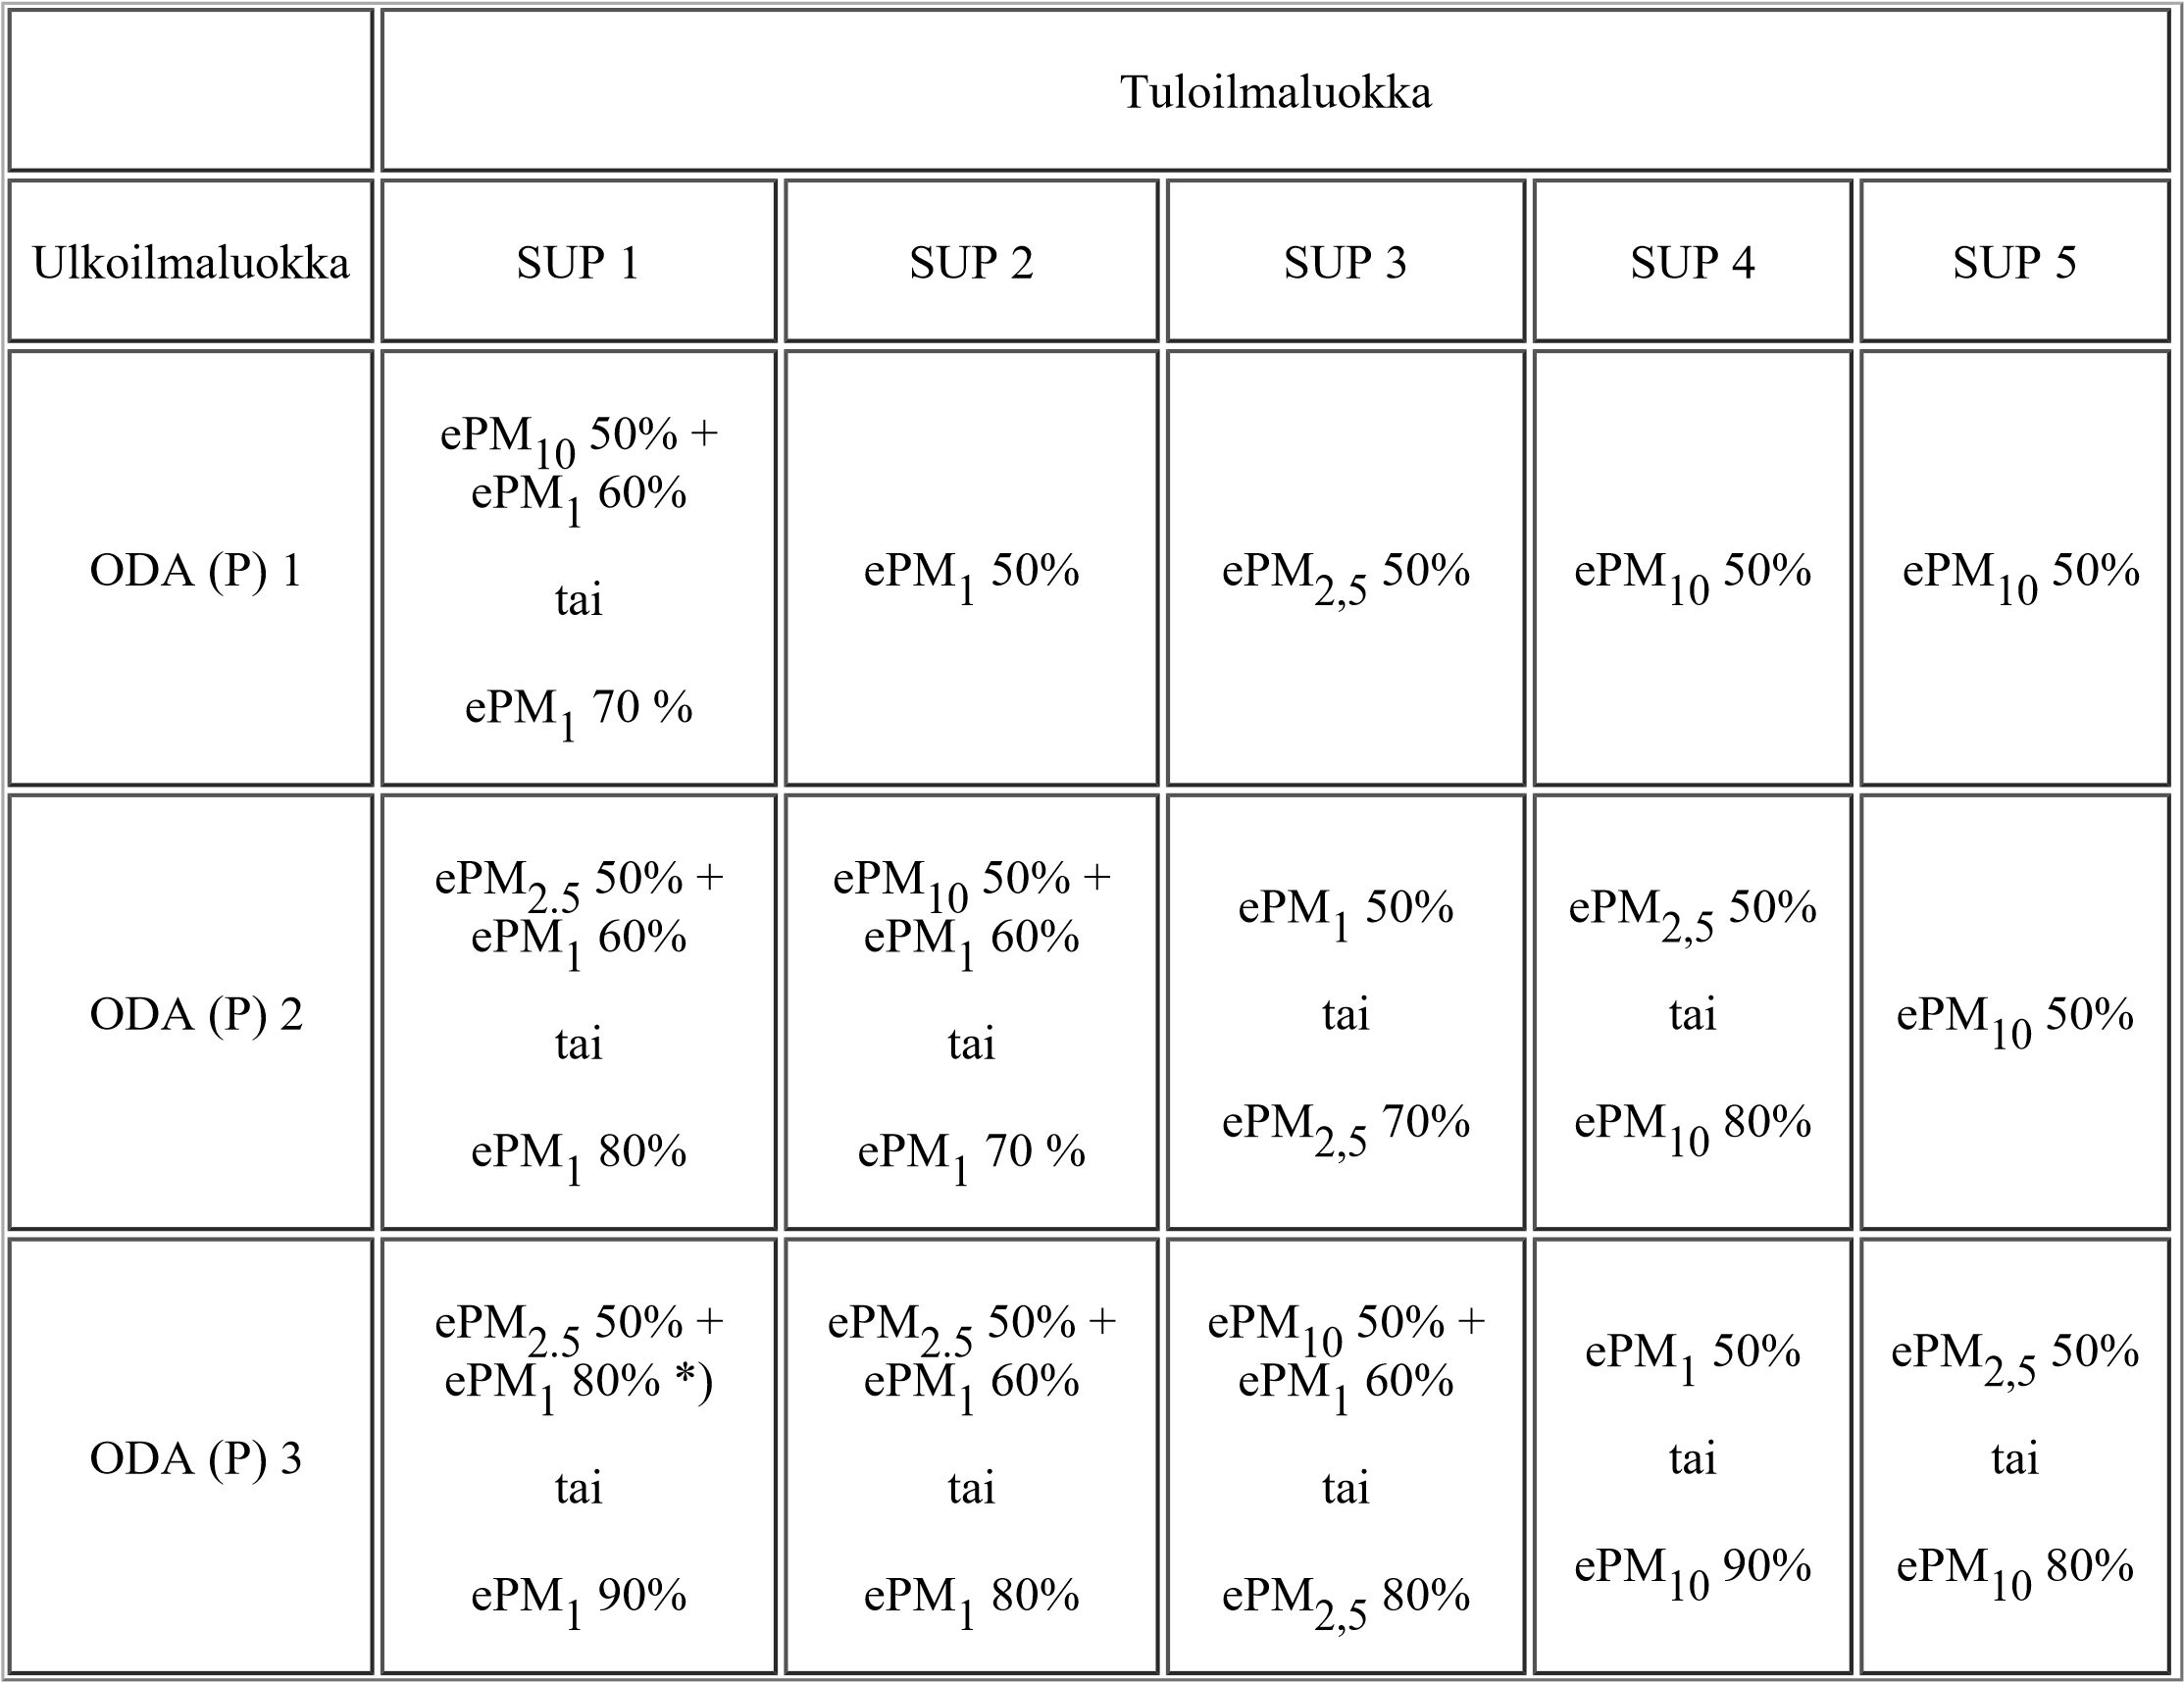 Tuloilmaluokka
Ulkoilmaluokka SUP 1 SUP 2 SUP 3 SUP 4 SUP 5
ODA (P) 1
ePM10 50% +
ePM1 60%
tai
ePM1 70 %
ePM1 50%
ePM2,5 50%
ePM10 50%
ePM10 50%
ODA (P) 2
ePM2.5 50% +
ePM1 60%
tai
ePM1 80%
ePM10 50% +
ePM1 60%
tai
ePM1 70 %
ePM1 50%
tai
ePM2,5 70%
ePM2,5 50%
tai
ePM10 80%
ePM10 50%
ODA (P) 3
ePM2.5 50% +
ePM1 80% *)
tai
ePM1 90%
ePM2.5 50% +
ePM1 60%
tai
ePM1 80%
ePM10 50% +
ePM1 60%
tai
ePM2,5 80%
ePM1 50%
tai
ePM10 90%
ePM2,5 50%
tai
ePM10 80%